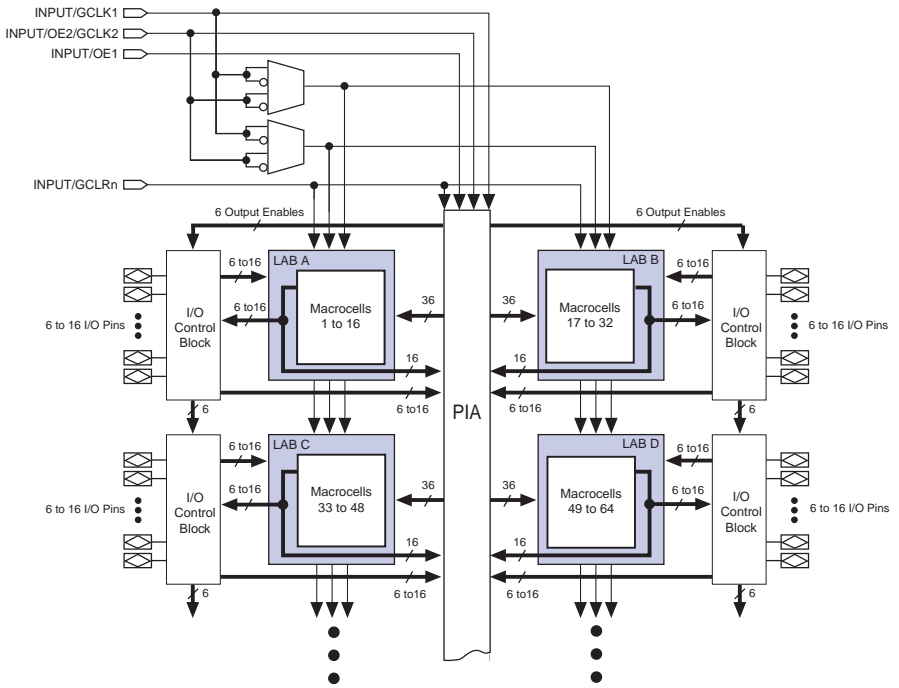 INPUT/GCLK1
INPUT/OE2/GCLK2
INPUT/OE1
INPUT/GCLRn
6 Output Enables
6 Output Enables
6 to16
LAB A
LAB B
6 to16
6 to16
Macrocells
1 to 16
36
36
Macrocells
17 to 32
6 to16
6 to 16 I/O Pins
I/O
Control
Block
I/O
Control
Block
6 to 16 I/O Pins
16
16
6 to16
6 to16
PIA
6
6
6 to16
LAB C
LAB D
6 to16
6 to16
Macrocells
33 to 48
36
36
Macrocells
49 to 64
6 to16
6 to 16 I/O Pins
I/O
Control
Block
I/O
Control
Block
6 to 16 I/O Pins
16
16
6 to16
6 to16
6
6